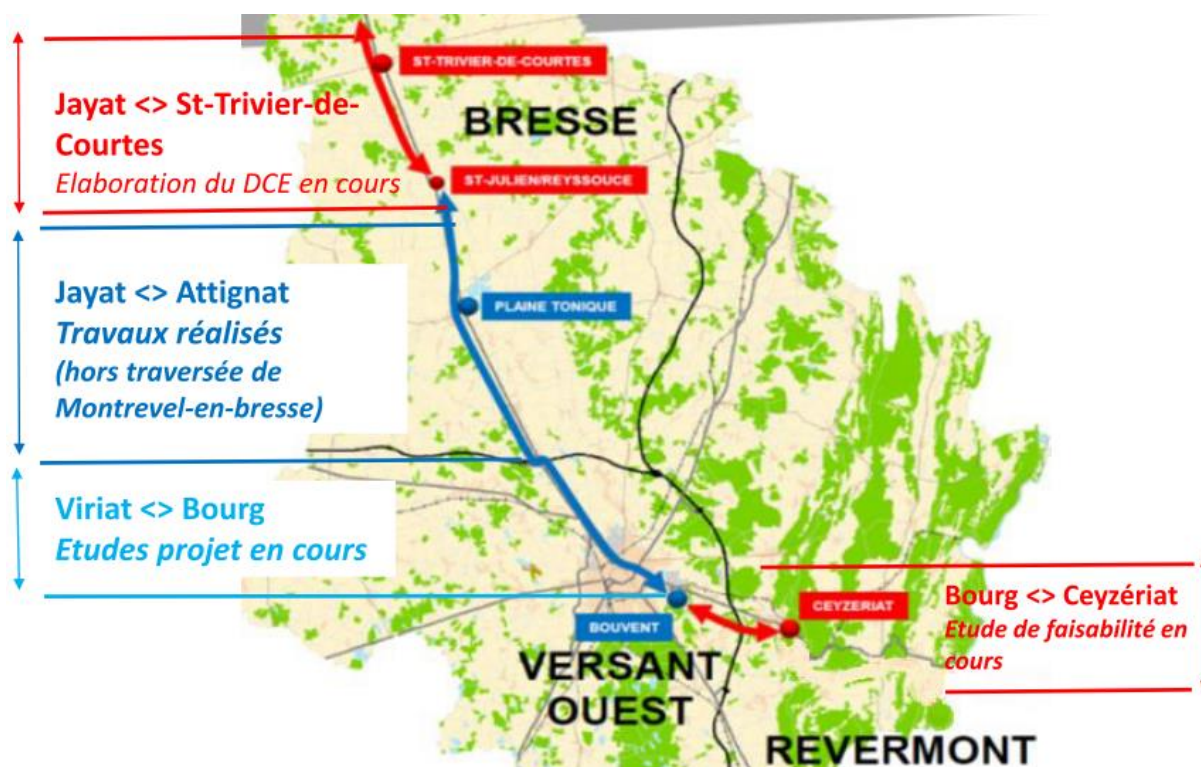 Jayat <> St-Trivier-de-
Courtes
Elaboration du DCE en cours
Jayat <> Attignat
Travaux réalisés
(hors traversée de
Montrevel-en-bresse)
Viriat <> Bourg
Etudes projet en cours
ST-TRIVIER-DE-COURTES
BRESSE
ST-JULIEN/REYSSOUCE
PLAINE TONIQUE
CEYZERIAT
BOUVENT
Bourg <> Ceyzériat
Etude de faisabilité en
cours
VERSANT
OUEST
REVERMONT